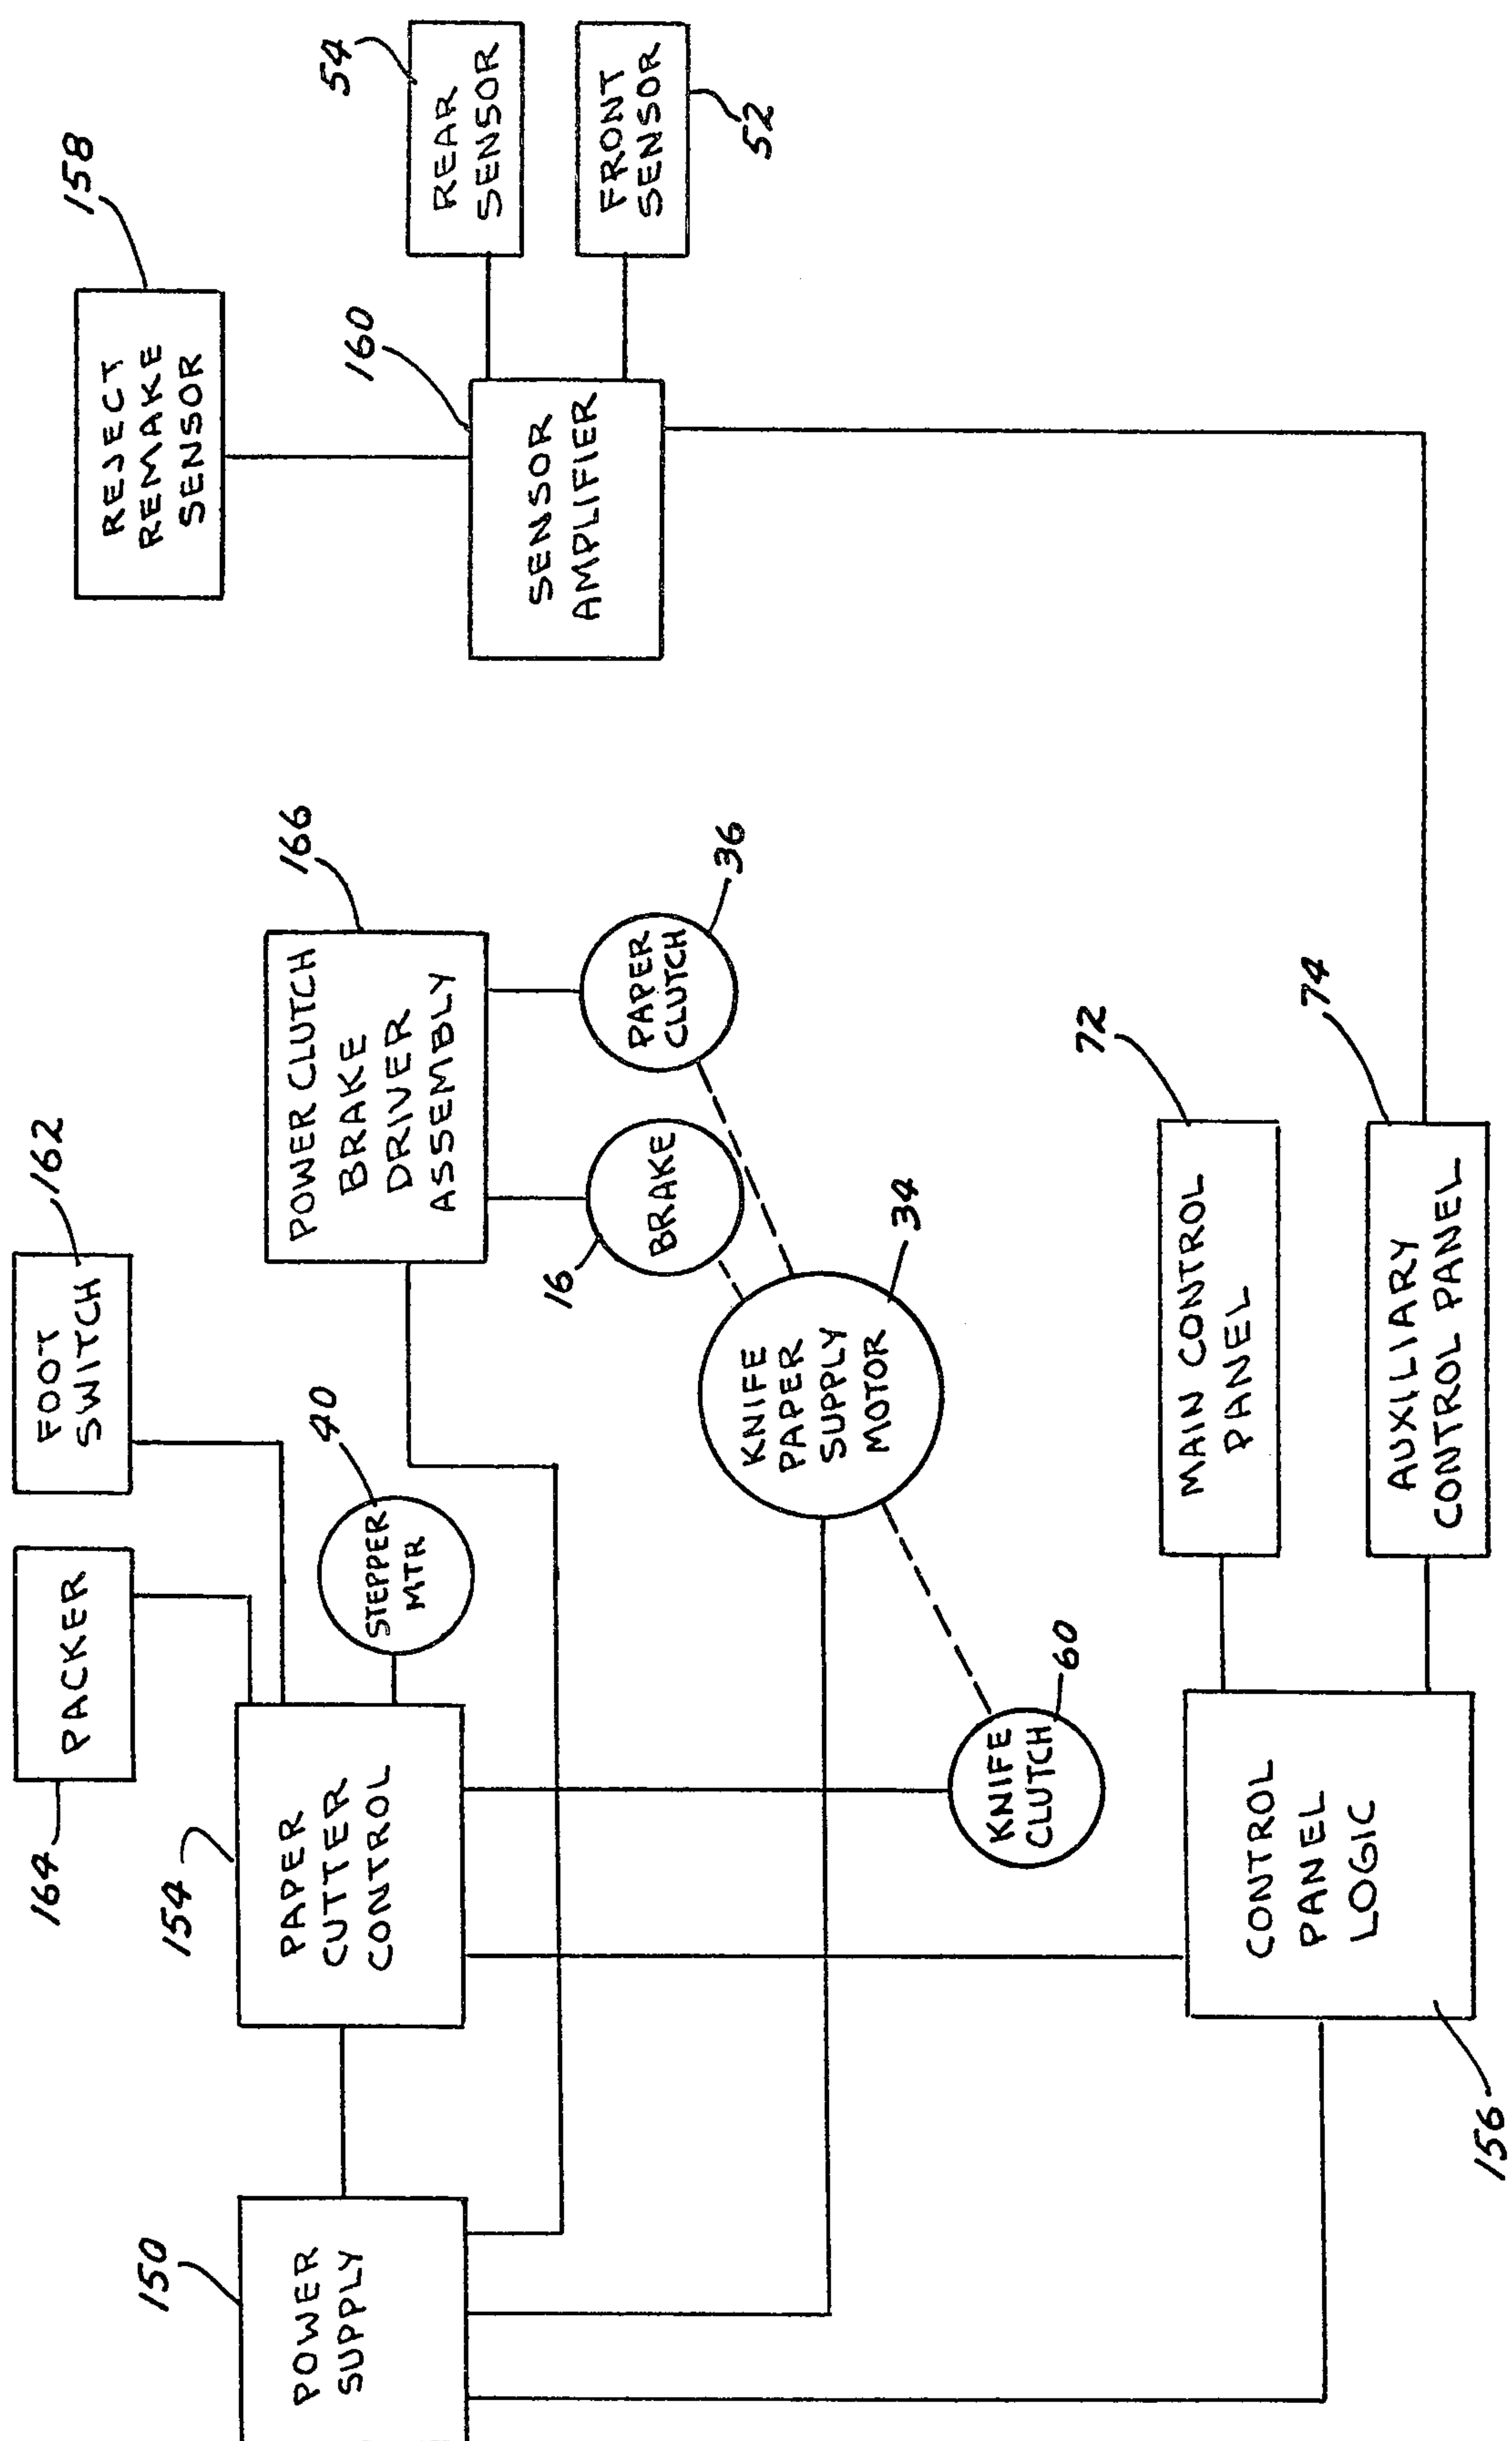 150
POWER
SUPPLY
164
PACKER
162
FOOT
SWITCH
154
PAPER
CUTTER
CONTROL
40
STEPPER
MTR
166
POWER CLUTCH
BRAKE
DRIVER
ASSEMBLY
16
BRAKE
36
PAPER
CLUTCH
34
KNIFE
PAPER
SUPPLY
MOTOR
60
KNIFE
CLUTCH
156
CONTROL
PANEL
LOGIC
72
MAIN CONTROL
PANEL
74
AUXILIARY
CONTROL PANEL
158
REJECT
REMAKE
SENSOR
160
SENSOR
AMPLIFIER
54
REAR
SENSOR
52
FRONT
SENSOR